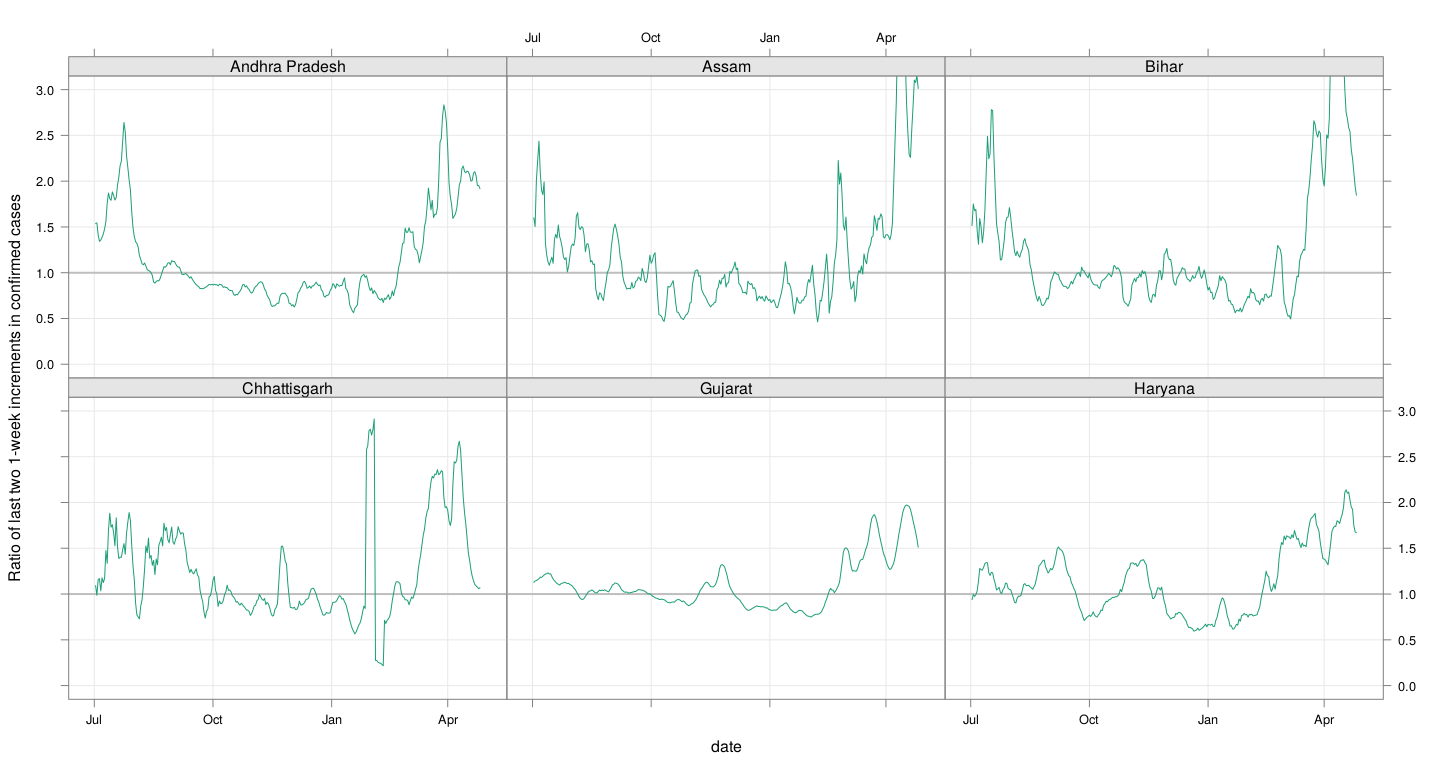 Jul Oct Jan Apr
Andhra Pradesh Assam Bihar
3.0
2.5
2.0
1.5
1.0
0.5
0.0
Chhattisgarh Gujarat Haryana
3.0
2.5
2.0
1.5
1.0
0.5
0.0
Jul Oct Jan Apr Jul Oct Jan Apr
date
Ratio of last two 1-week increments in confirmed cases